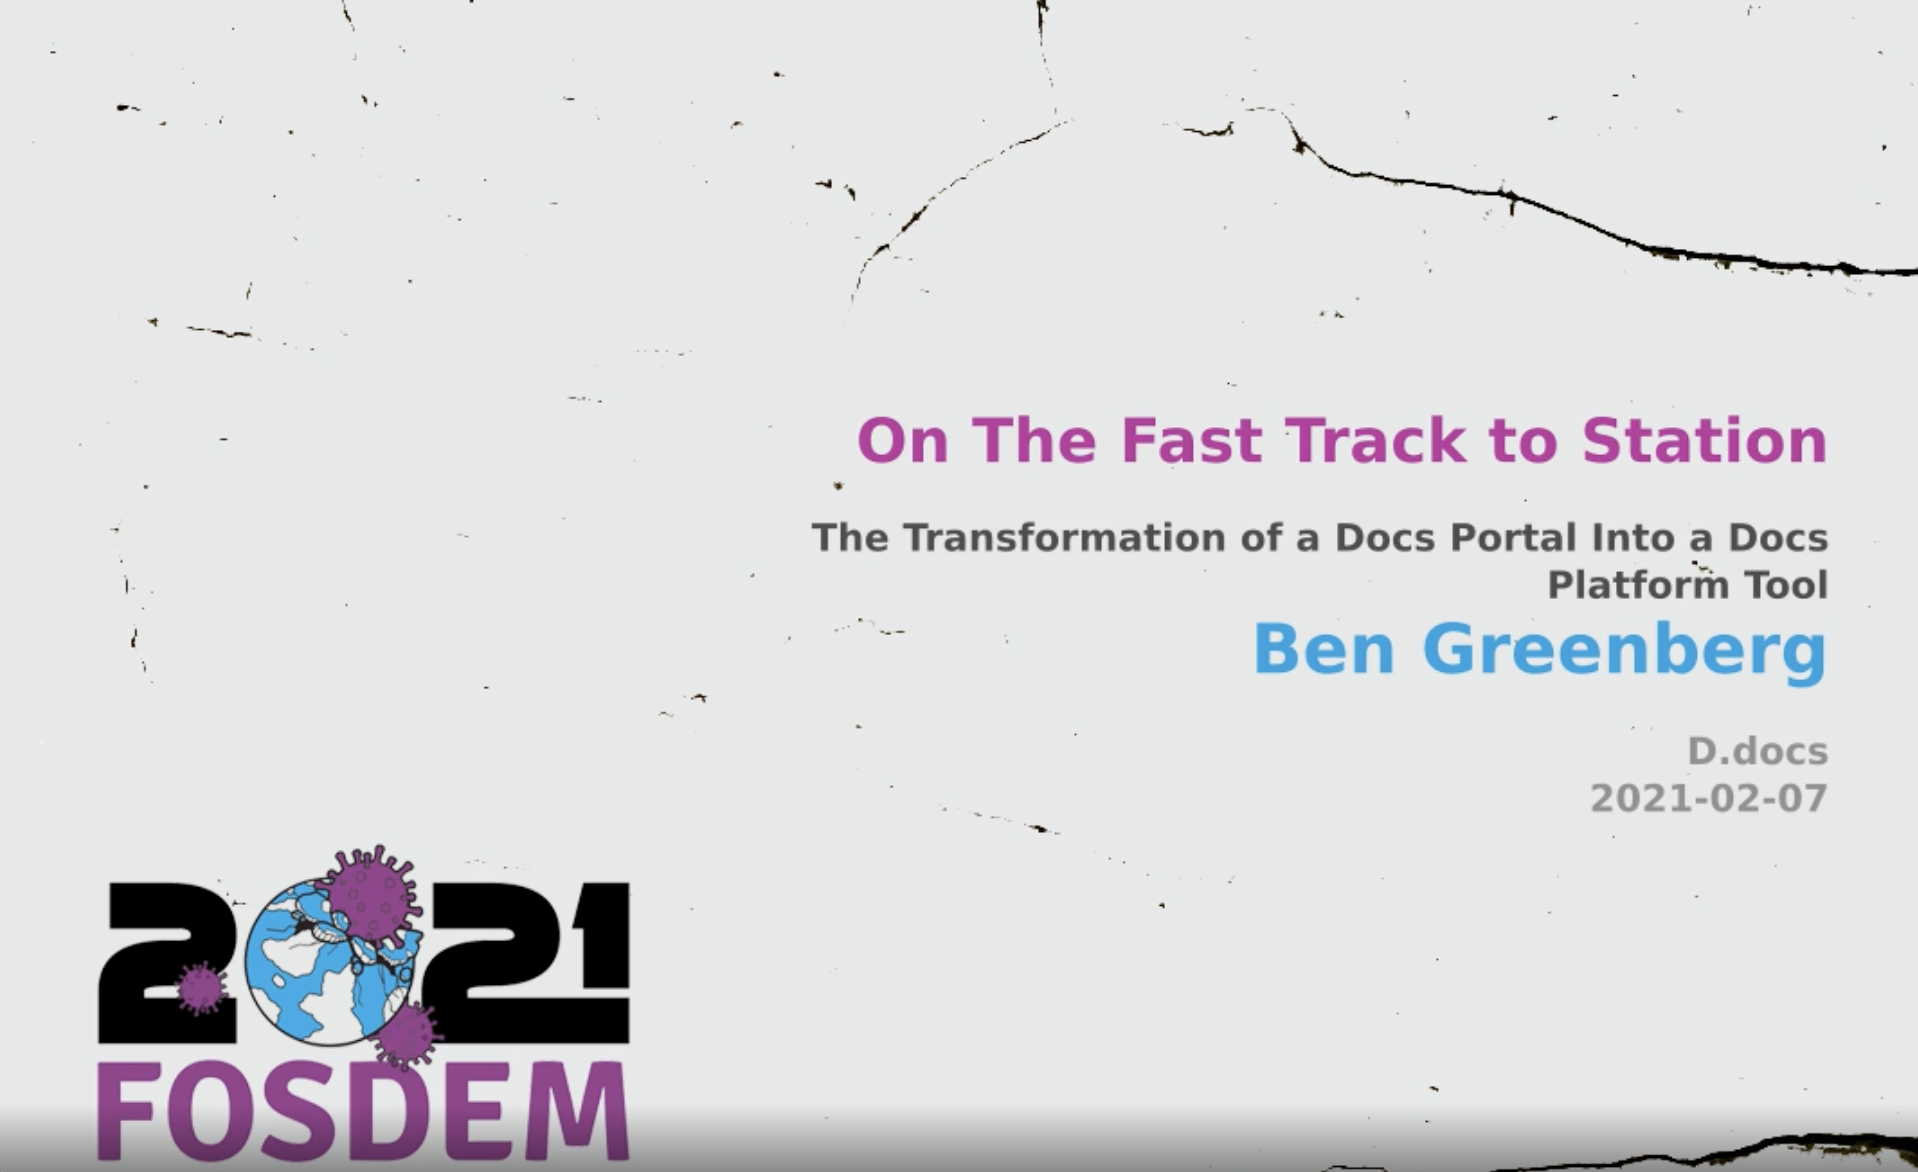 On The Fast Track to Station
The Transformation of a Docs Portal Into a Docs
Platform Tool
Ben Greenberg
D.docs
2021-02-07
2021
FOSDEM